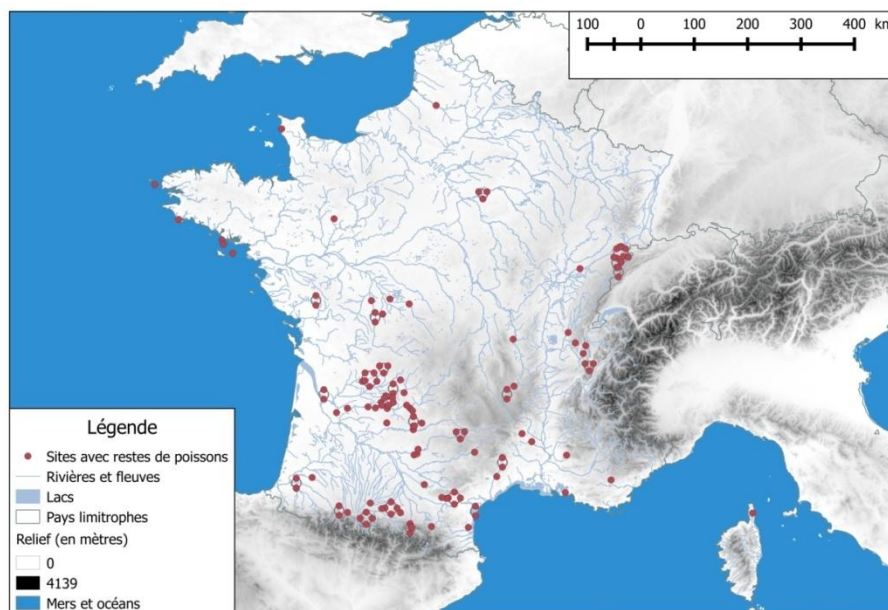 100 0 100 200 300 400 km
Légende
Sites avec restes de poissons
Rivières et fleuves
Lacs
Pays limitrophes
Relief (en mètres)
0
4139
Mers et océans